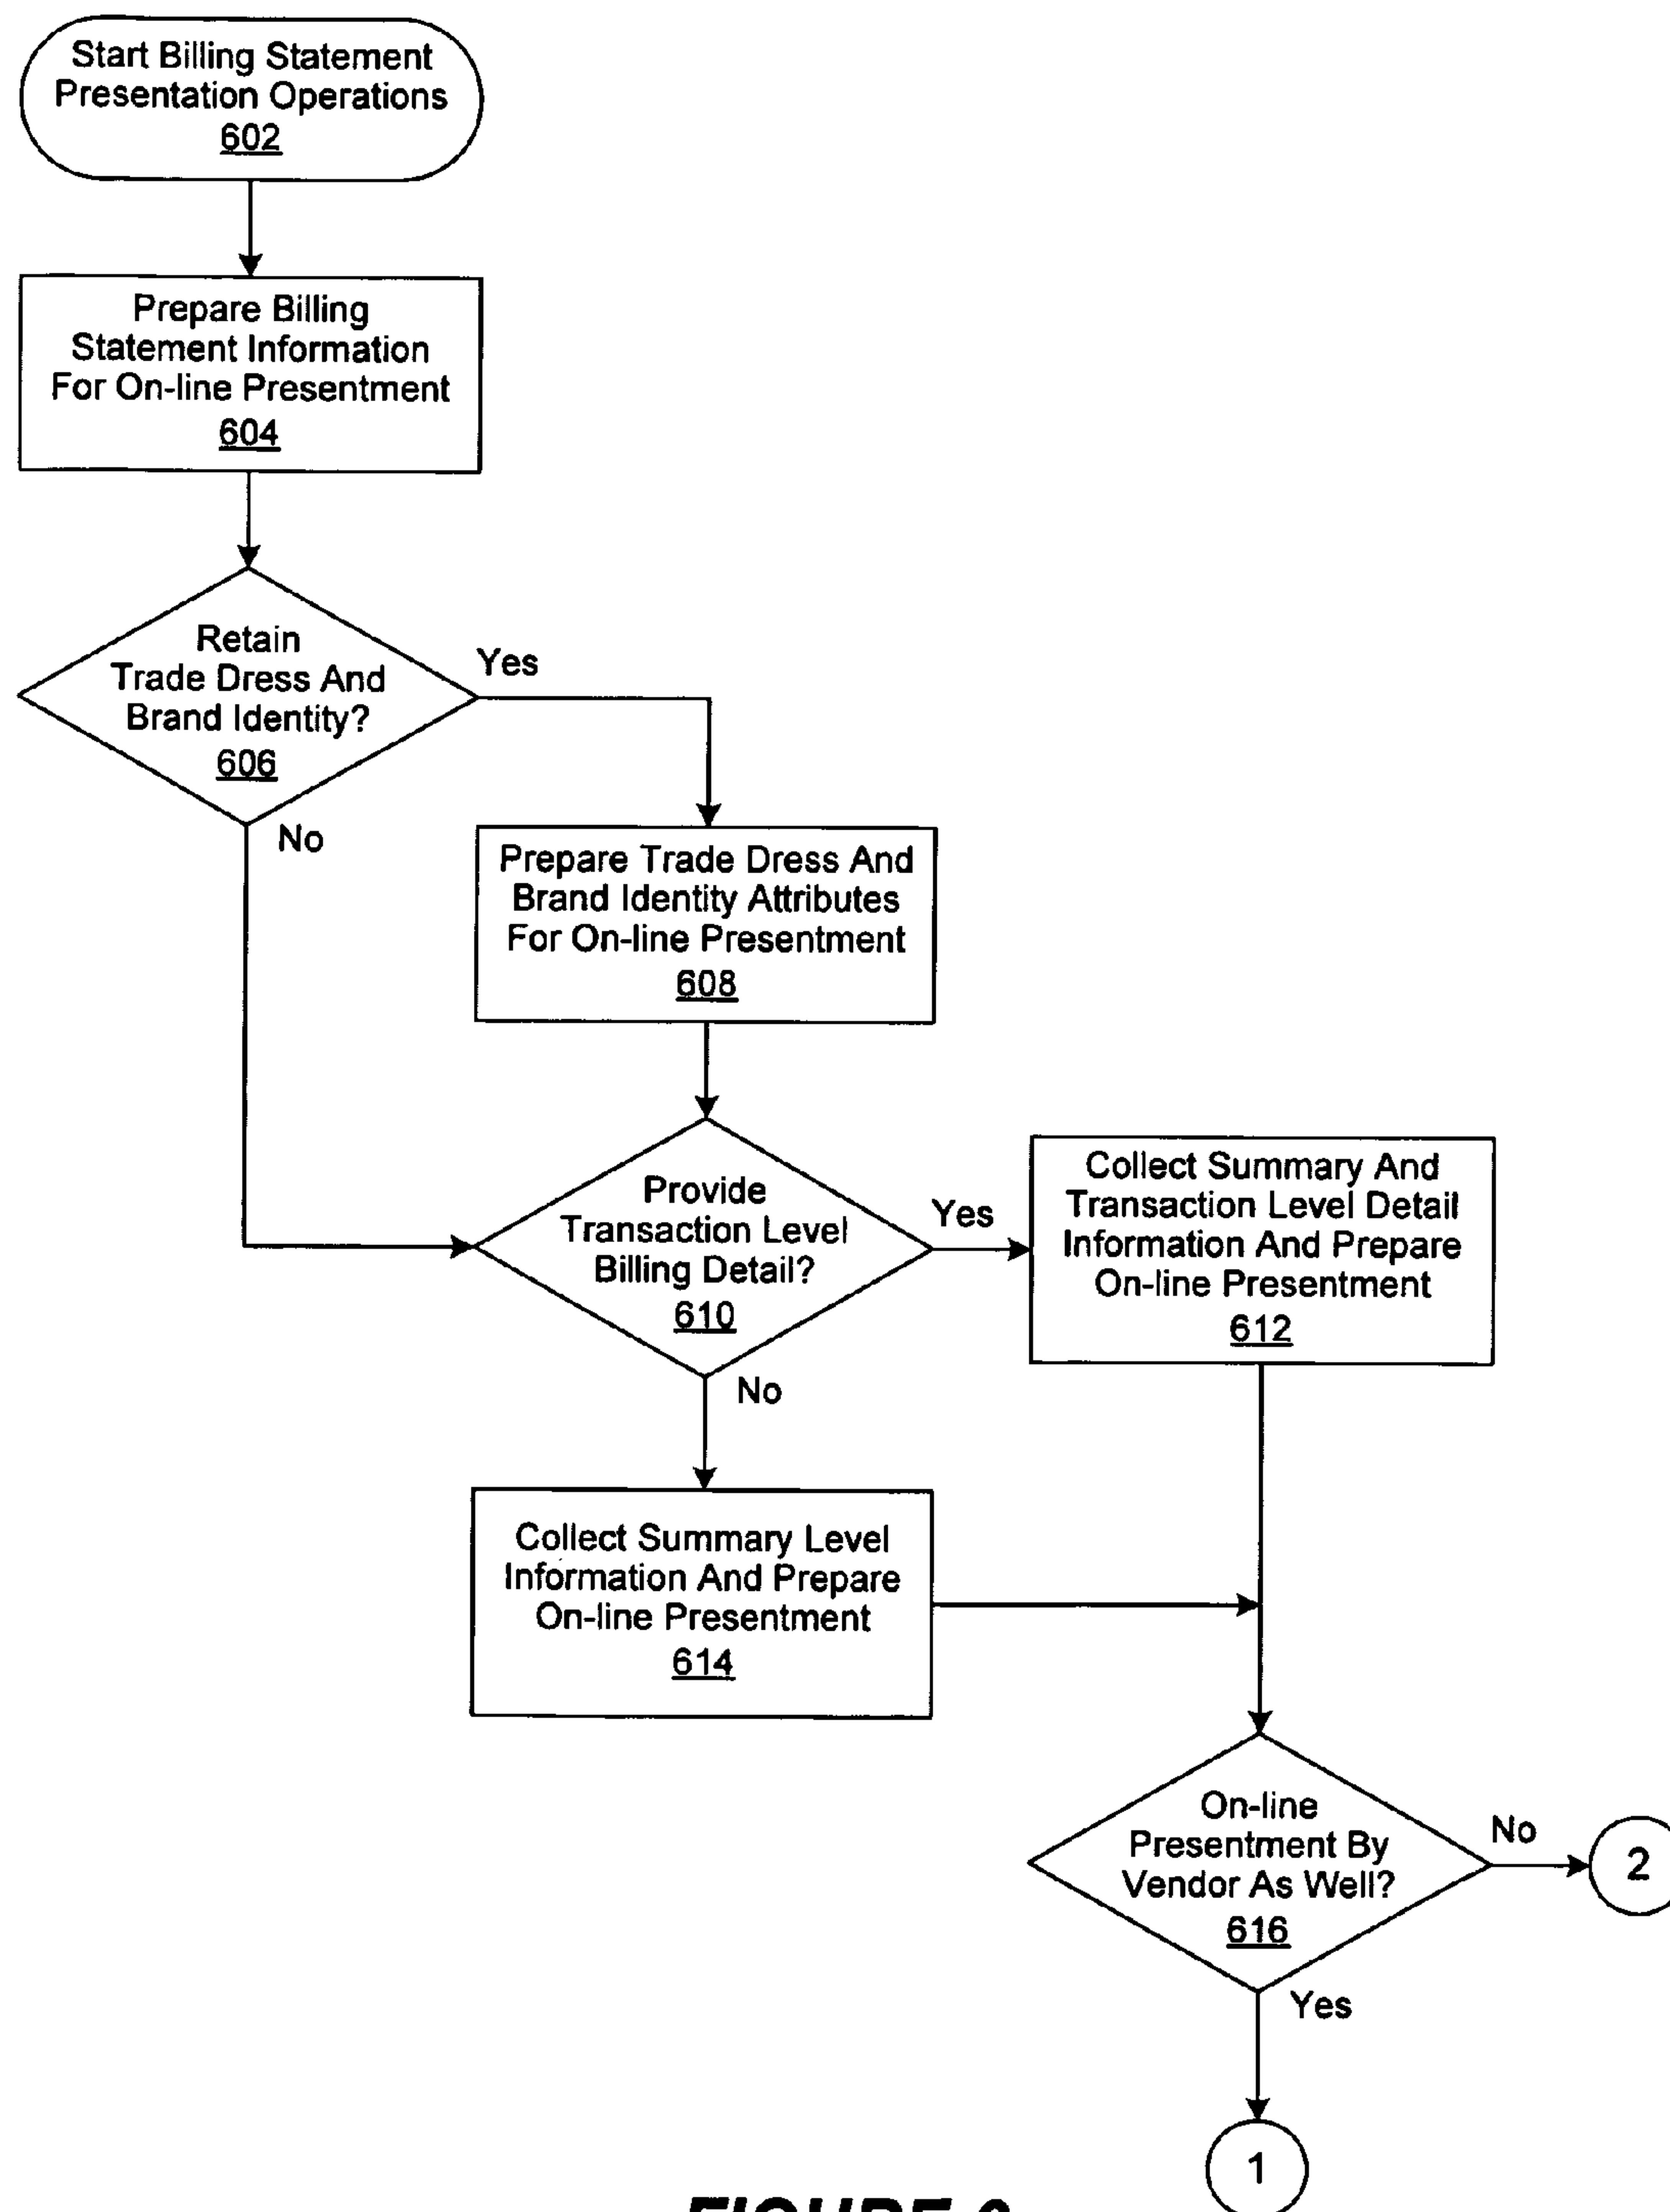 Start Billing Statement
Presentation Operations
602
Prepare Billing
Statement Information
For On-line Presentment
604
Retain
Trade Dress And
Brand Identity?
606
Yes
No
Prepare Trade Dress And
Brand Identity Attributes
For On-line Presentment
608
Provide
Transaction Level
Billing Detail?
610
Yes
No
Collect Summary And
Transaction Level Detail
Information And Prepare
On-line Presentment
612
Collect Summary Level
Information And Prepare
On-line Presentment
614
On-line
Presentment By
Vendor As Well?
616
No
2
Yes
1
FIGURE